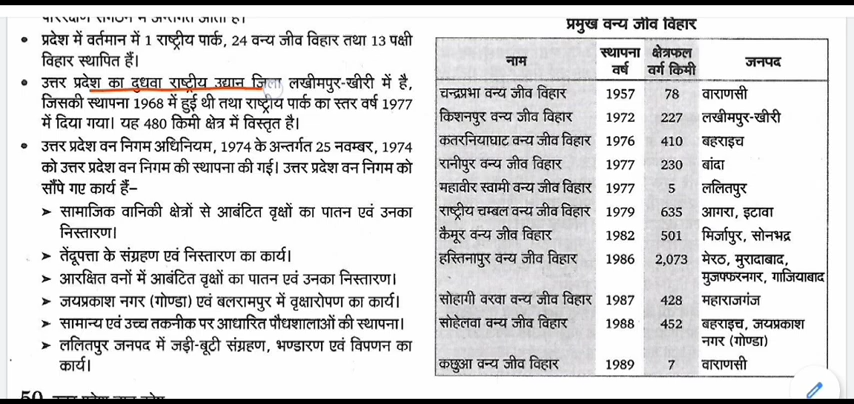 प्रदेश में वर्तमान में 1 राष्ट्रीय पार्क, 24 वन्य जीव विहार तथा 13 पक्षी
विहार स्थापित हैं।
उत्तर प्रदेश का दुधवा राष्ट्रीय उद्यान जिला लखीमपुर-खीरी में है,
जिसकी स्थापना 1968 में हुई थी तथा राष्ट्रीय पार्क का स्तर वर्ष 1977
में दिया गया। यह 480 किमी क्षेत्र में विस्तृत है।
उत्तर प्रदेश वन निगम अधिनियम, 1974 के अन्तर्गत 25 नवम्बर, 1974
को उत्तर प्रदेश वन निगम की स्थापना की गई। उत्तर प्रदेश वन निगम को
सौंपे गए कार्य हैं–
➤ सामाजिक वानिकी क्षेत्रों से आबंटित वृक्षों का पातन एवं उनका
निस्तारण।
➤ तेंदूपत्ता के संग्रहण एवं निस्तारण का कार्य।
➤ आरक्षित वनों में आबंटित वृक्षों का पातन एवं उनका निस्तारण।
➤ जयप्रकाश नगर (गोण्डा) एवं बलरामपुर में वृक्षारोपण का कार्य।
➤ सामान्य एवं उच्च तकनीक पर आधारित पौधशालाओं की स्थापना।
➤ ललितपुर जनपद में जड़ी-बूटी संग्रहण, भण्डारण एवं विपणन का
कार्य।
50
प्रमुख वन्य जीव विहार
नाम स्थापना वर्ष क्षेत्रफल वर्ग किमी जनपद
चन्द्रप्रभा वन्य जीव विहार 1957 78 वाराणसी
किशनपुर वन्य जीव विहार 1972 227 लखीमपुर-खीरी
कतरनियाघाट वन्य जीव विहार 1976 410 बहराइच
रानीपुर वन्य जीव विहार 1977 230 बांदा
महावीर स्वामी वन्य जीव विहार 1977 5 ललितपुर
राष्ट्रीय चम्बल वन्य जीव विहार 1979 635 आगरा, इटावा
कैमूर वन्य जीव विहार 1982 501 मिर्जापुर, सोनभद्र
हस्तिनापुर वन्य जीव विहार 1986 2,073 मेरठ, मुरादाबाद,
मुजफ्फरनगर, गाजियाबाद
सोहागी वरवा वन्य जीव विहार 1987 428 महाराजगंज
सोहेलवा वन्य जीव विहार 1988 452 बहराइच, जयप्रकाश
नगर (गोण्डा)
कछुआ वन्य जीव विहार 1989 7 वाराणसी